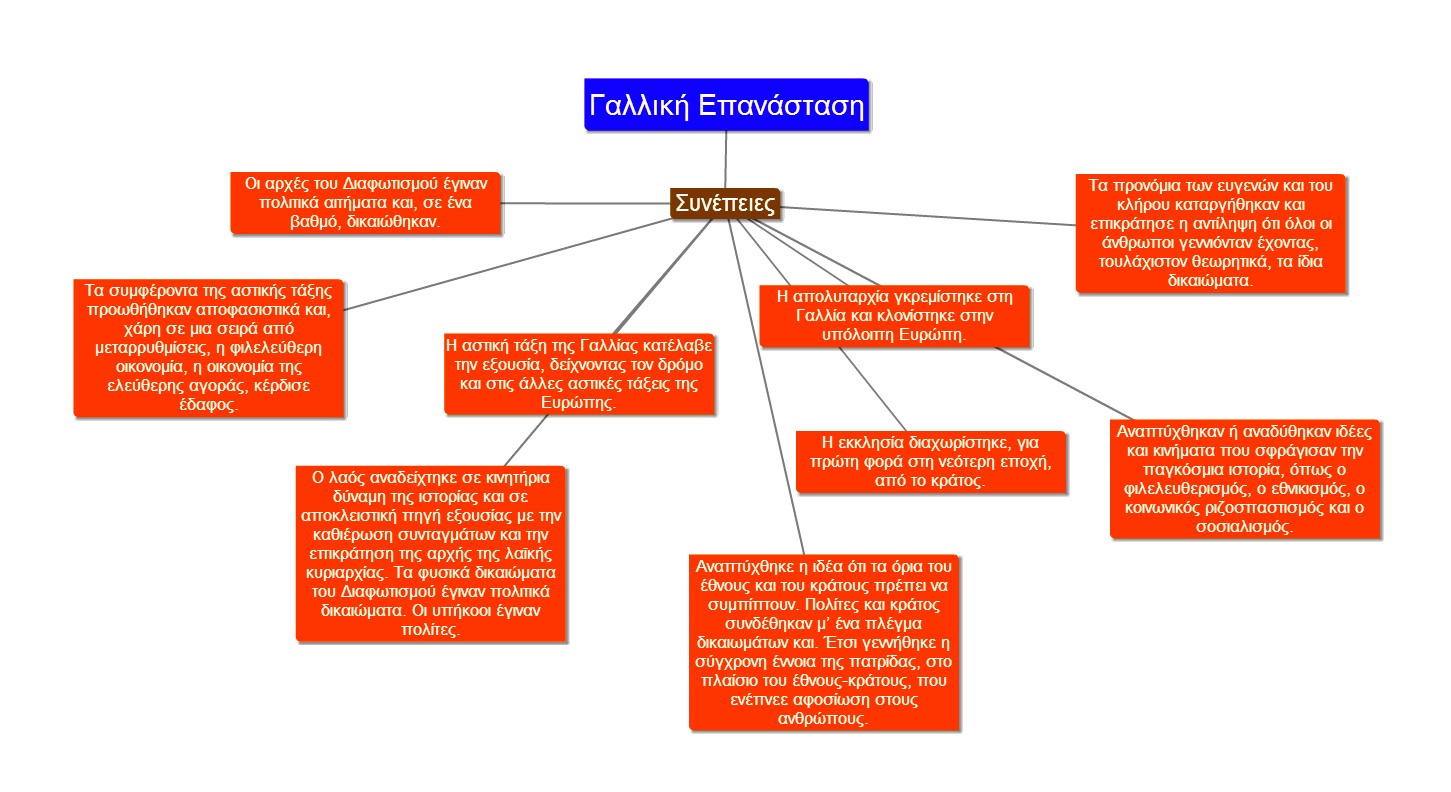 Γαλλική Επανάσταση
Συνέπειες
Οι αρχές του Διαφωτισμού έγιναν
πολιτικά αιτήματα και, σε ένα
βαθμό, δικαιώθηκαν.
Τα προνόμια των ευγενών και του
κλήρου καταργήθηκαν και
επικράτησε η αντίληψη ότι όλοι οι
άνθρωποι γεννιόνταν έχοντας,
τουλάχιστον θεωρητικά, τα ίδια
δικαιώματα.
Τα συμφέροντα της αστικής τάξης
προωθήθηκαν αποφασιστικά και,
χάρη σε μια σειρά από
μεταρρυθμίσεις, η φιλελεύθερη
οικονομία, η οικονομία της
ελεύθερης αγοράς, κέρδισε
έδαφος.
Η αστική τάξη της Γαλλίας κατέλαβε
την εξουσία, δείχνοντας τον δρόμο
και στις άλλες αστικές τάξεις της
Ευρώπης.
Η απολυταρχία γκρεμίστηκε στη
Γαλλία και κλονίστηκε στην
υπόλοιπη Ευρώπη.
Η εκκλησία διαχωρίστηκε, για
πρώτη φορά στη νεότερη εποχή,
από το κράτος.
Αναπτύχθηκαν ή αναδύθηκαν ιδέες
και κινήματα που σφράγισαν την
παγκόσμια ιστορία, όπως ο
φιλελευθερισμός, ο εθνικισμός, ο
κοινωνικός ριζοσπαστισμός και ο
σοσιαλισμός.
Ο λαός αναδείχτηκε σε κινητήρια
δύναμη της ιστορίας και σε
αποκλειστική πηγή εξουσίας με την
καθιέρωση συνταγμάτων και την
επικράτηση της αρχής της λαϊκής
κυριαρχίας. Τα φυσικά δικαιώματα
του Διαφωτισμού έγιναν πολιτικά
δικαιώματα. Οι υπήκοοι έγιναν
πολίτες.
Αναπτύχθηκε η ιδέα ότι τα όρια του
έθνους και του κράτους πρέπει να
συμπίπτουν. Πολίτες και κράτος
συνδέθηκαν μ’ ένα πλέγμα
δικαιωμάτων και. Έτσι γεννήθηκε η
σύγχρονη έννοια της πατρίδας, στο
πλαίσιο του έθνους-κράτους, που
ενέπνεε αφοσίωση στους
ανθρώπους.